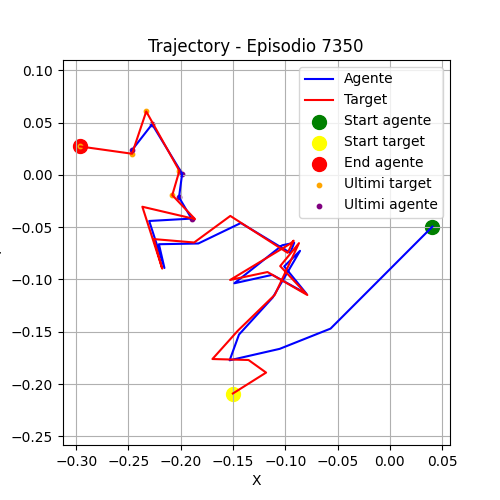 Trajectory - Episodio 7350
Agente
Target
Start agente
Start target
End agente
Ultimi target
Ultimi agente
0.10
0.05
0.00
−0.05
−0.10
−0.15
−0.20
−0.25
−0.30
−0.25
−0.20
−0.15
−0.10
−0.05
0.00
0.05
X